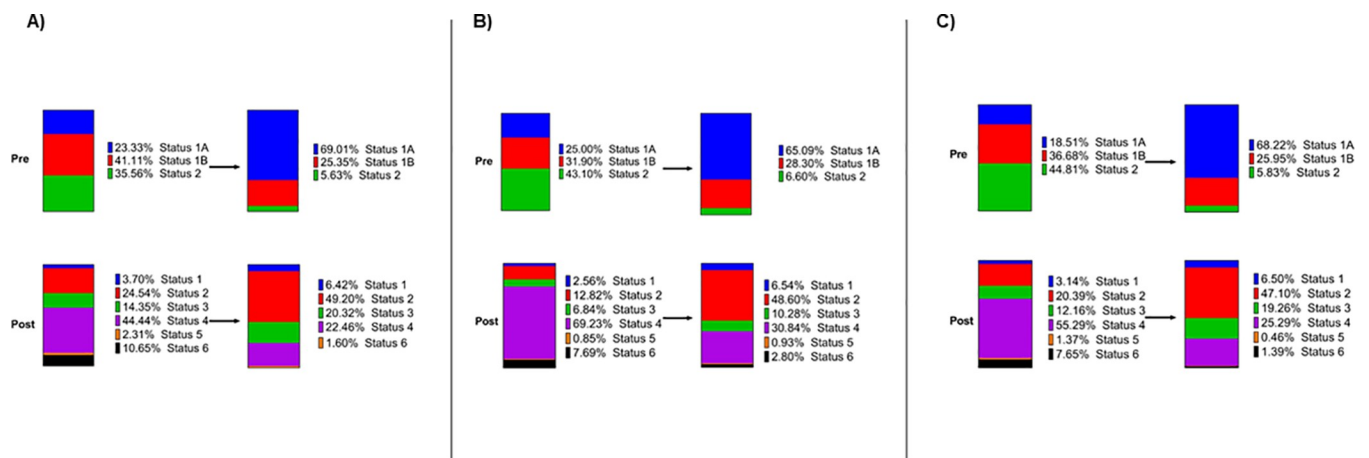 A)
Pre
23.33% Status 1A
41.11% Status 1B
35.56% Status 2
69.01% Status 1A
25.35% Status 1B
5.63% Status 2
Post
3.70% Status 1
24.54% Status 2
14.35% Status 3
44.44% Status 4
2.31% Status 5
10.65% Status 6
6.42% Status 1
49.20% Status 2
20.32% Status 3
22.46% Status 4
1.60% Status 5
B)
Pre
25.00% Status 1A
31.90% Status 1B
43.10% Status 2
65.09% Status 1A
28.30% Status 1B
6.60% Status 2
Post
2.56% Status 1
12.82% Status 2
6.84% Status 3
69.23% Status 4
0.85% Status 5
7.69% Status 6
6.54% Status 1
48.60% Status 2
10.28% Status 3
30.84% Status 4
0.93% Status 5
2.80% Status 6
C)
Pre
18.51% Status 1A
36.68% Status 1B
44.81% Status 2
68.22% Status 1A
25.95% Status 1B
5.83% Status 2
Post
3.14% Status 1
20.39% Status 2
12.16% Status 3
55.29% Status 4
1.37% Status 5
7.65% Status 6
6.50% Status 1
47.10% Status 2
19.26% Status 3
25.29% Status 4
0.46% Status 5
1.39% Status 6